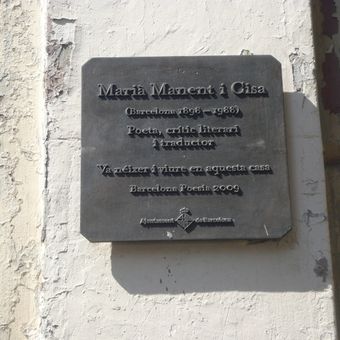 Marià Manent i Cisa
(Barcelona 1898 – 1988)
Poeta, crític literari
i traductor
Va néixer i viure en aquesta casa
Barcelona Poesia 2009
Ajuntament de Barcelona